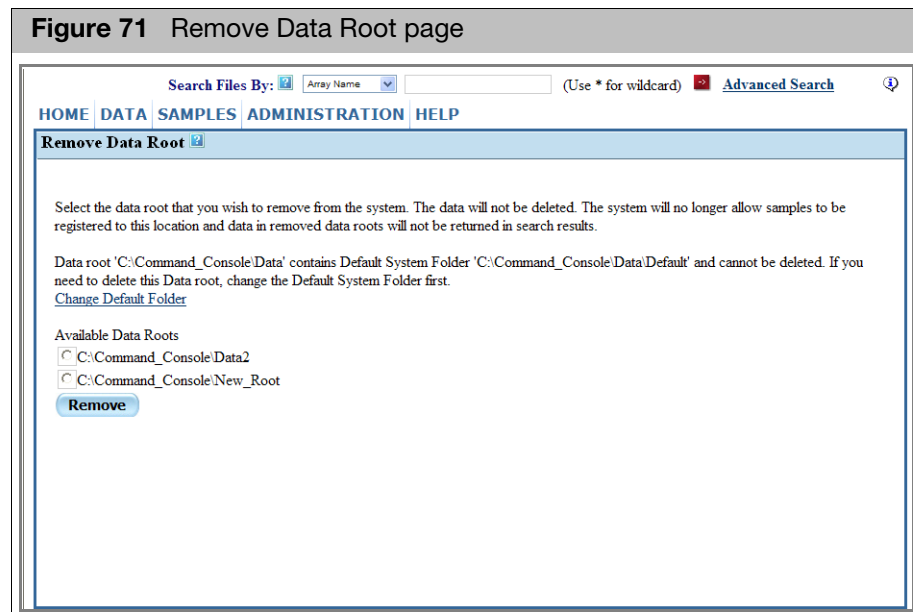 Figure 71 Remove Data Root page
Search Files By: ? Array Name (Use * for wildcard) Advanced Search
HOME DATA SAMPLES ADMINISTRATION HELP
Remove Data Root ?
Select the data root that you wish to remove from the system. The data will not be deleted. The system will no longer allow samples to be
registered to this location and data in removed data roots will not be returned in search results.
Data root 'C:\Command_Console\Data' contains Default System Folder 'C:\Command_Console\Data\Default' and cannot be deleted. If you
need to delete this Data root, change the Default System Folder first.
Change Default Folder
Available Data Roots
C:\Command_Console\Data2
C:\Command_Console\New_Root
Remove